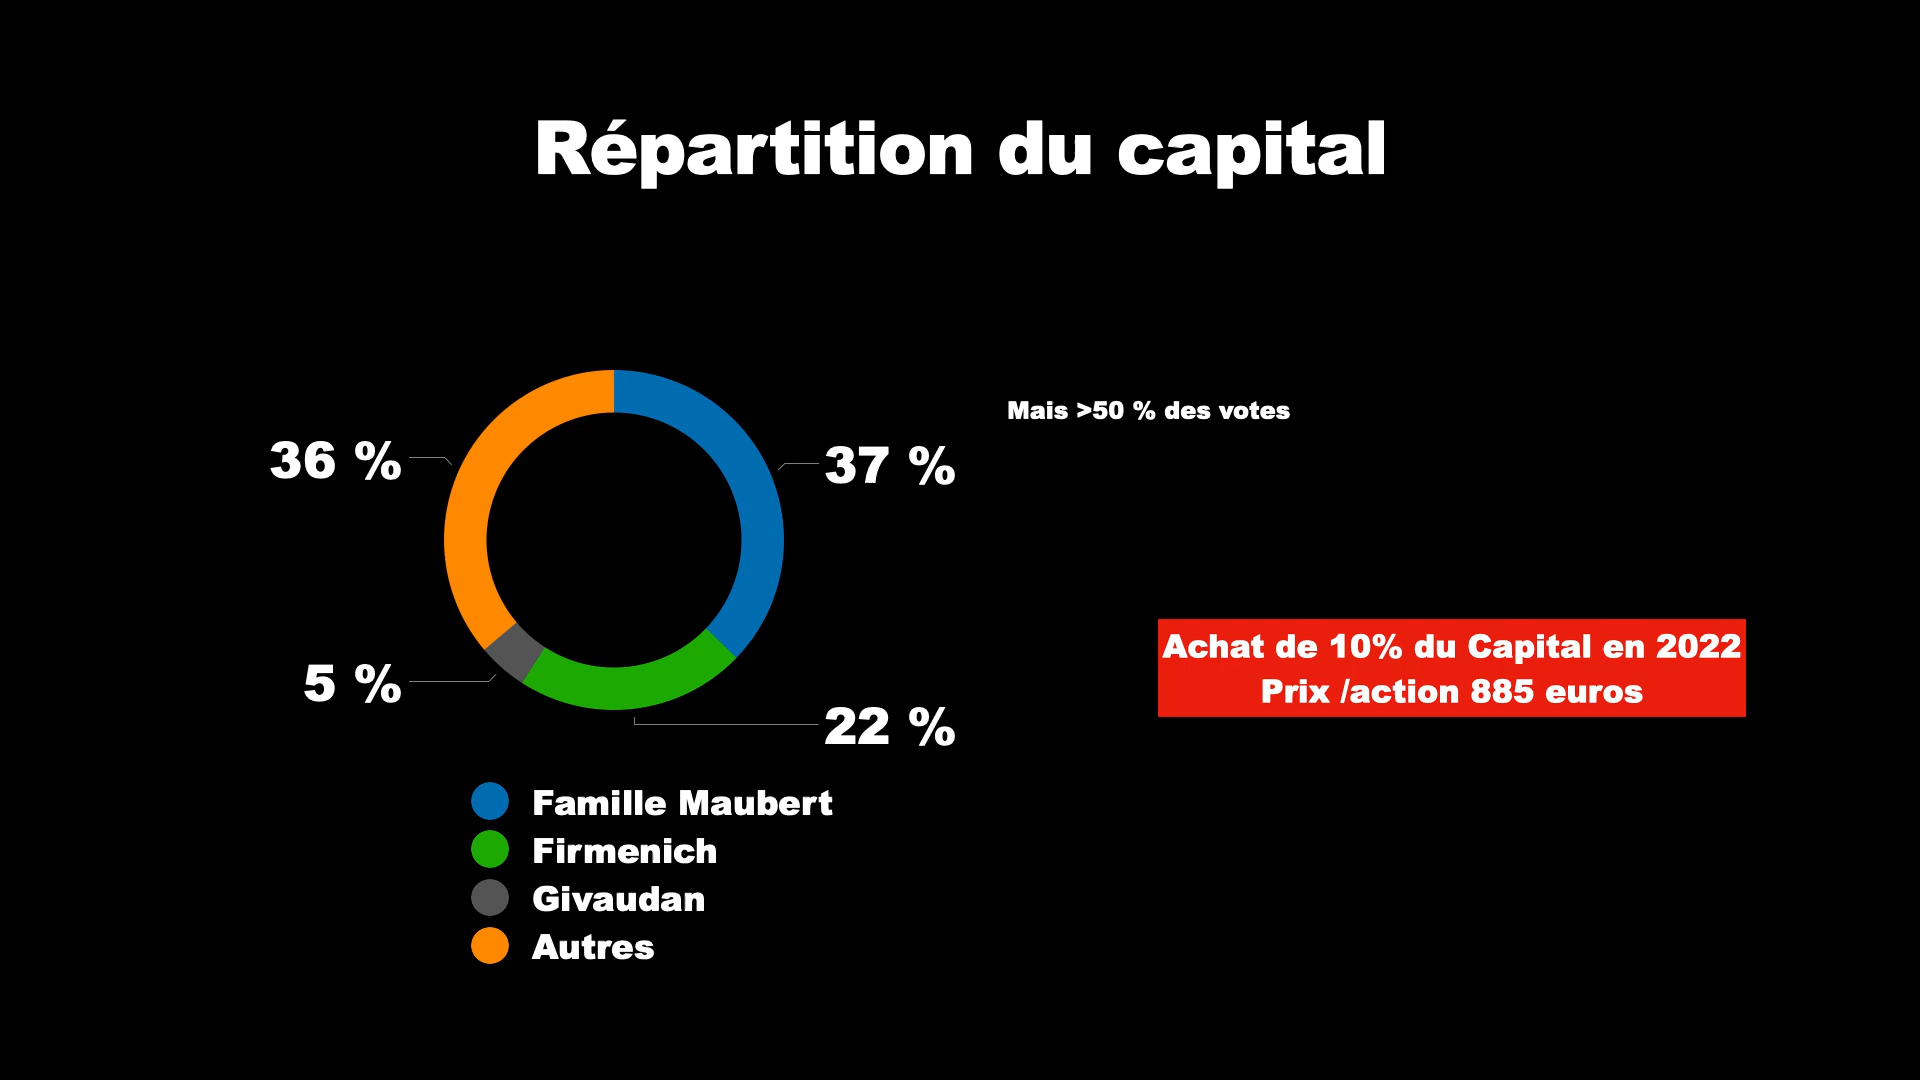 Répartition du capital
Mais >50 % des votes
36 %
37 %
5 %
22 %
Achat de 10% du Capital en 2022
Prix /action 885 euros
Famille Maubert
Firmenich
Givaudan
Autres